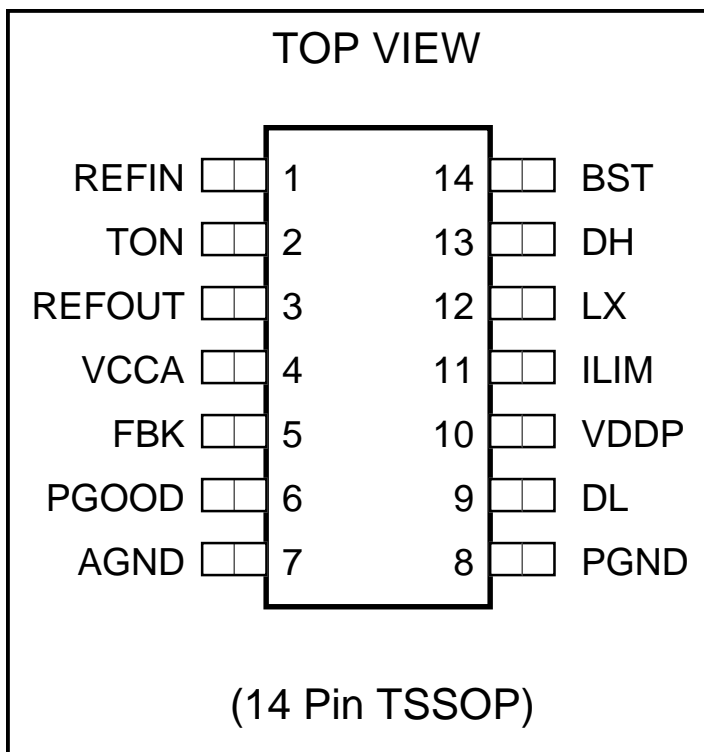 TOP VIEW
REFIN 1 14 BST
TON 2 13 DH
REFOUT 3 12 LX
VCCA 4 11 ILIM
FBK 5 10 VDDP
PGOOD 6 9 DL
AGND 7 8 PGND
(14 Pin TSSOP)